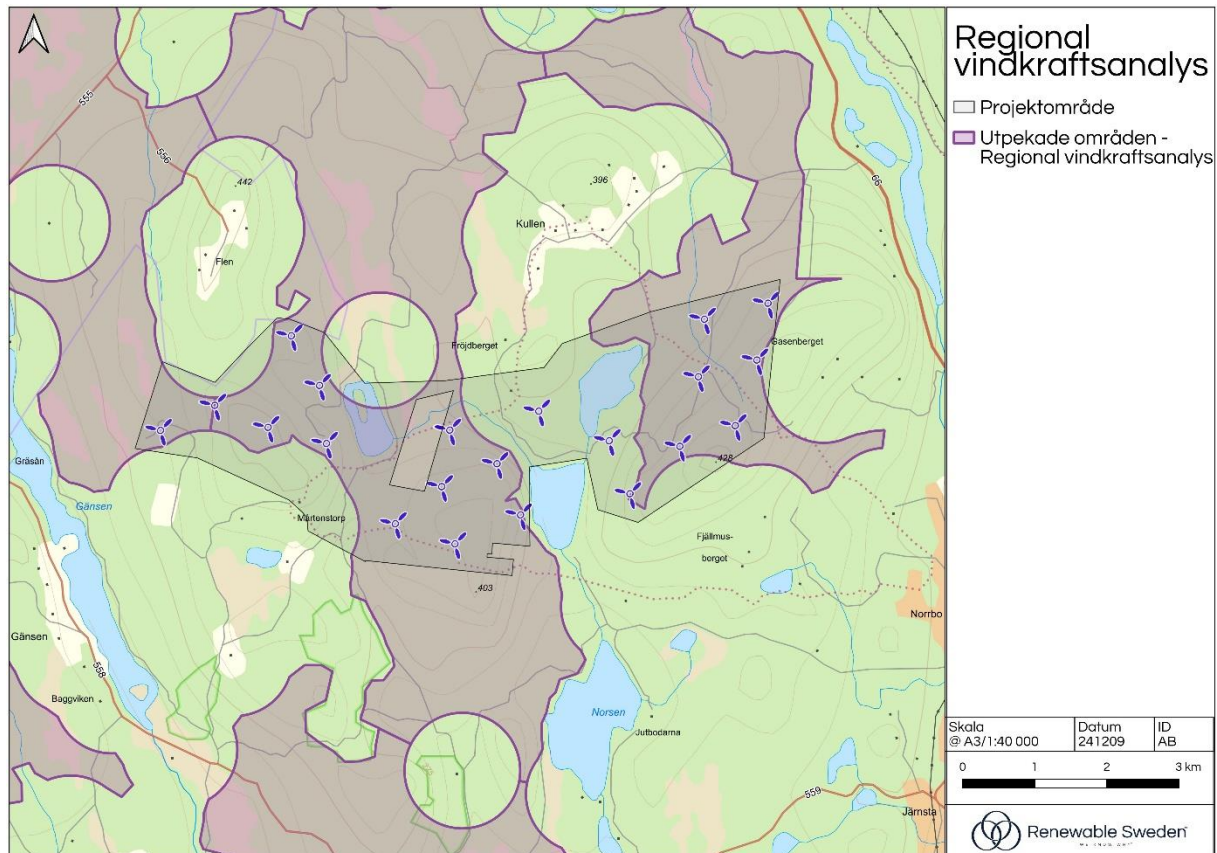 Regional
vindkraftsanalys
Projektområde
Utpekade områden -
Regional vindkraftsanalys
Skala
@ A3/1:40 000
Datum
241209
ID
AB
0 1 2 3 km
Renewable Sweden
555
556
442
Flen
396
Kullen
66
Fröjdberget
Gasenberget
Gräsån
Gänsen
Mårtenstorp
428
Fjällmus-
berget
403
Norrbo
Gänsen
558
Baggviken
Norsen
Jutbodarna
559
Järnsta